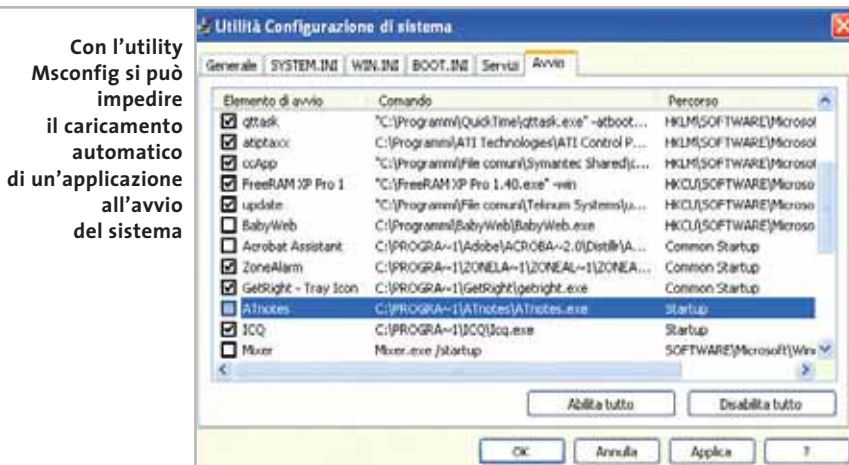 Con l'utility
Msconfig si può
impedire
il caricamento
automatico
di un'applicazione
all'avvio
del sistema
Utilità Configurazione di sistema
Generale SYSTEM.INI WIN.INI BOOT.INI Servizi Avvio
Elemento di avvio Comando Percorso
qttask "C:\Programmi\QuickTime\qttask.exe" -atboot... HKLM\SOFTWARE\Microsof
atiptaxx C:\Programmi\ATI Technologies\ATI Control P... HKLM\SOFTWARE\Microsof
ccApp "C:\Programmi\File comuni\Symantec Shared\c... HKLM\SOFTWARE\Microsof
FreeRAM XP Pro 1 "C:\FreeRAM XP Pro 1.40.exe" -win HKCU\SOFTWARE\Microso
update "C:\Programmi\File comuni\Teknum Systems\u... HKCU\SOFTWARE\Microso
BabyWeb C:\Programmi\BabyWeb\BabyWeb.exe HKCU\SOFTWARE\Microso
Acrobat Assistant C:\PROGRA~1\Adobe\ACROBA~2.0\Distillr\A... Common Startup
ZoneAlarm C:\PROGRA~1\ZONELA~1\ZONEAL~1\ZONEA... Common Startup
GetRight - Tray Icon C:\PROGRA~1\GetRight\getright.exe Common Startup
ATnotes C:\PROGRA~1\ATnotes\ATnotes.exe Startup
ICQ C:\PROGRA~1\ICQ\Icq.exe Startup
Mixer Mixer.exe /startup SOFTWARE\Microsoft\Win
Abilita tutto Disabilita tutto
OK Annulla Applica ?